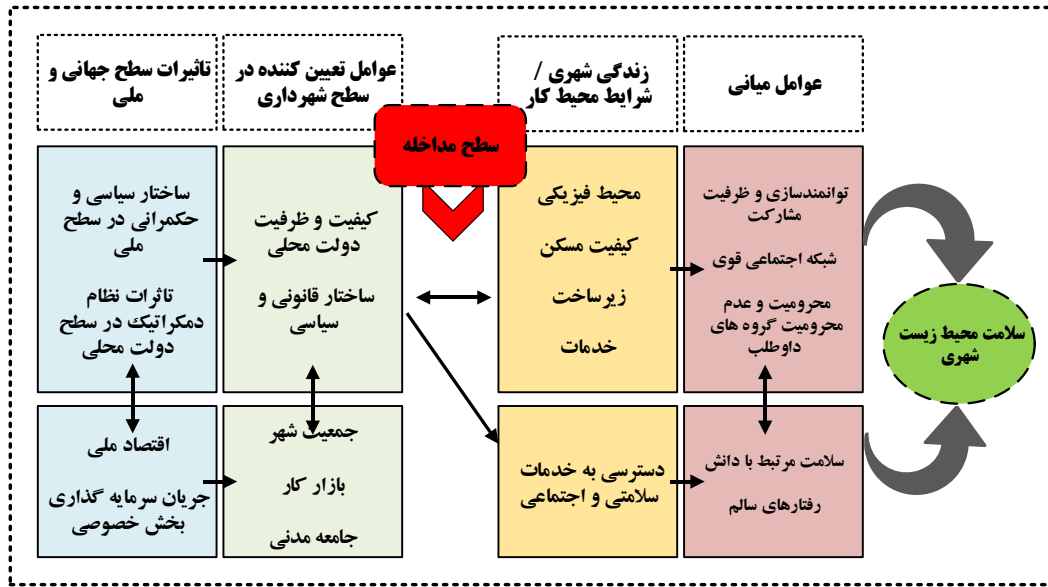 تاثیرات سطح جهانی و
ملی
عوامل تعیین کننده در
سطح شهرداری
زندگی شهری /
شرایط محیط کار
عوامل میانی
سطح مداخله
ساختار سیاسی و
حکمرانی در سطح
ملی
تاثرات نظام
دمکراتیک در سطح
دولت محلی
کیفیت و ظرفیت
دولت محلی
ساختار قانونی و
سیاسی
محیط فیزیکی
کیفیت مسکن
زیرساخت
خدمات
توانمندسازی و ظرفیت
مشارکت
شبکه اجتماعی قوی
محرومیت و عدم
محرومیت گروه های
داوطلب
سلامت محیط زیست
شهری
اقتصاد ملی
جریان سرمایه گذاری
بخش خصوصی
جمعیت شهر
بازار کار
جامعه مدنی
دسترسی به خدمات
سلامتی و اجتماعی
سلامت مرتبط با دانش
رفتارهای سالم